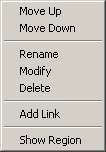 Move Up
Move Down
Rename
Modify
Delete
Add Link
Show Region